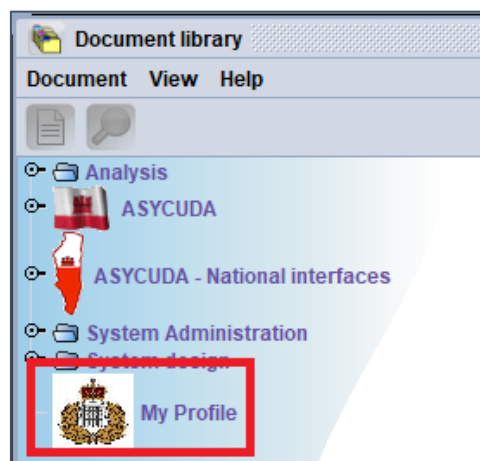 Document library
Document View Help
Analysis
ASYCUDA
ASYCUDA - National interfaces
System Administration
System design
My Profile